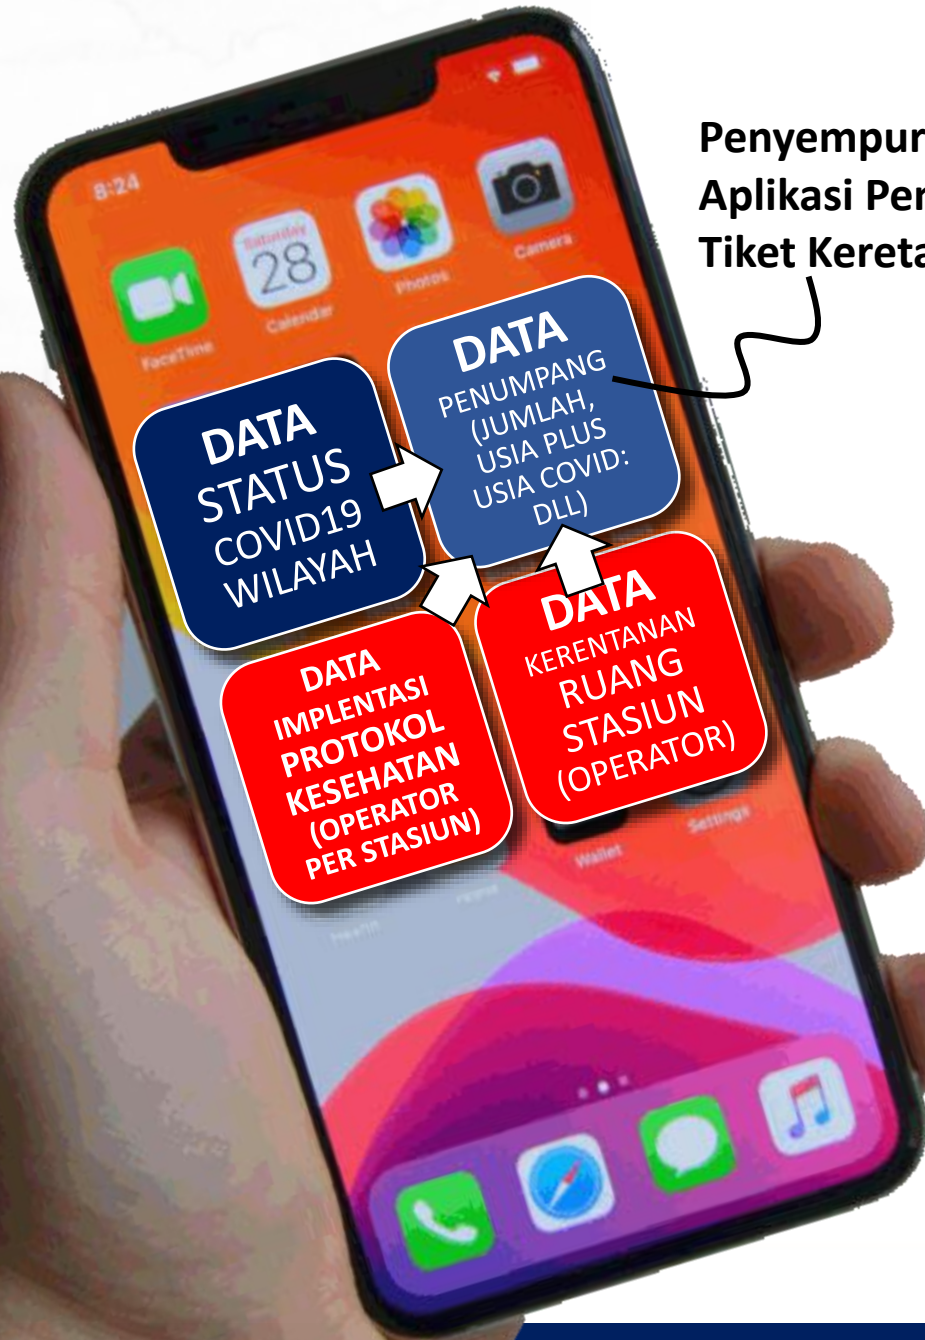 Penyempur
Aplikasi Per
Tiket Kereta
8:24
FaceTime
Saturday
28
Calendar
Photos
Camera
DATA
STATUS
COVID19
WILAYAH
DATA
PENUMPANG
(JUMLAH,
USIA PLUS
USIA COVID:
DLL)
DATA
IMPLENTASI
PROTOKOL
KESEHATAN
(OPERATOR
PER STASIUN)
DATA
KERENTANAN
RUANG
STASIUN
(OPERATOR)
Health
Home
Wallet
Settings